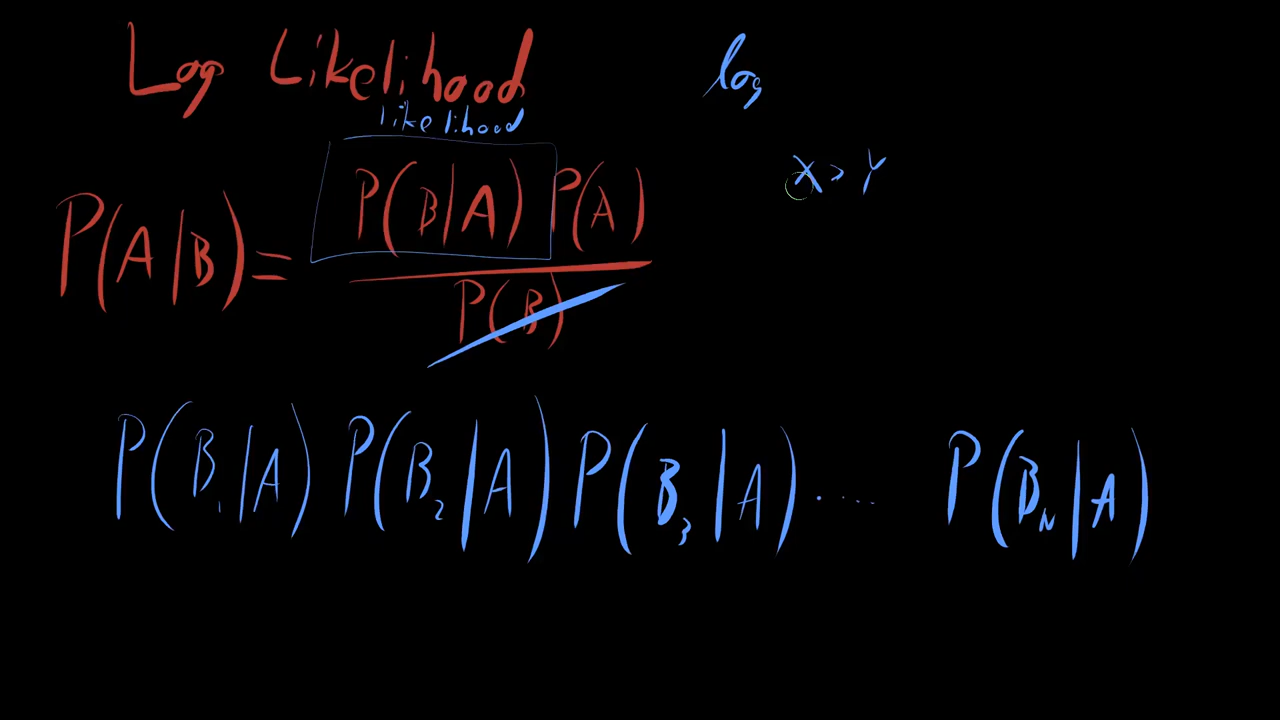 Log Likelihood
log
likelihood
X > Y
P(A|B) = P(B|A) P(A)
P(B)
P(B1|A) P(B2|A) P(B3|A) ..... P(BN|A)